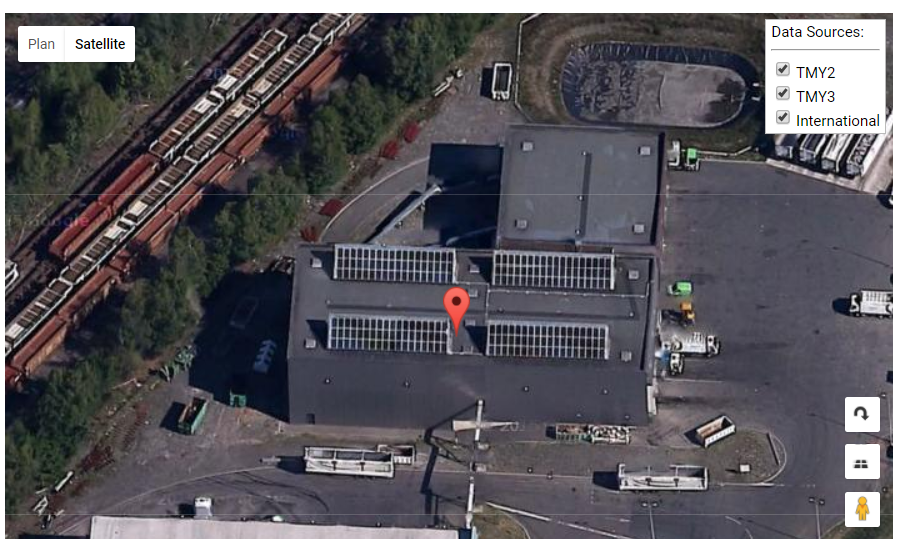 Plan Satellite
Data Sources:
TMY2
TMY3
International